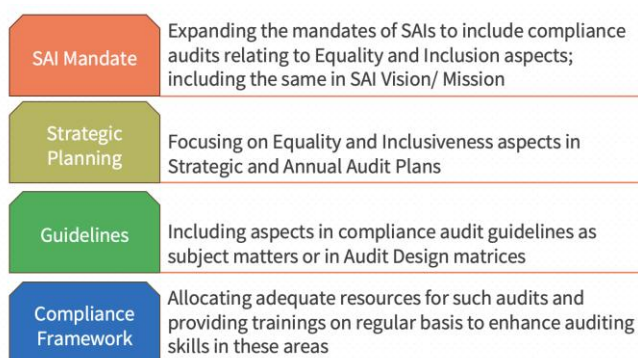 SAI Mandate
Expanding the mandates of SAIs to include compliance
audits relating to Equality and Inclusion aspects;
including the same in SAI Vision/ Mission
Strategic
Planning
Focusing on Equality and Inclusiveness aspects in
Strategic and Annual Audit Plans
Guidelines
Including aspects in compliance audit guidelines as
subject matters or in Audit Design matrices
Compliance
Framework
Allocating adequate resources for such audits and
providing trainings on regular basis to enhance auditing
skills in these areas